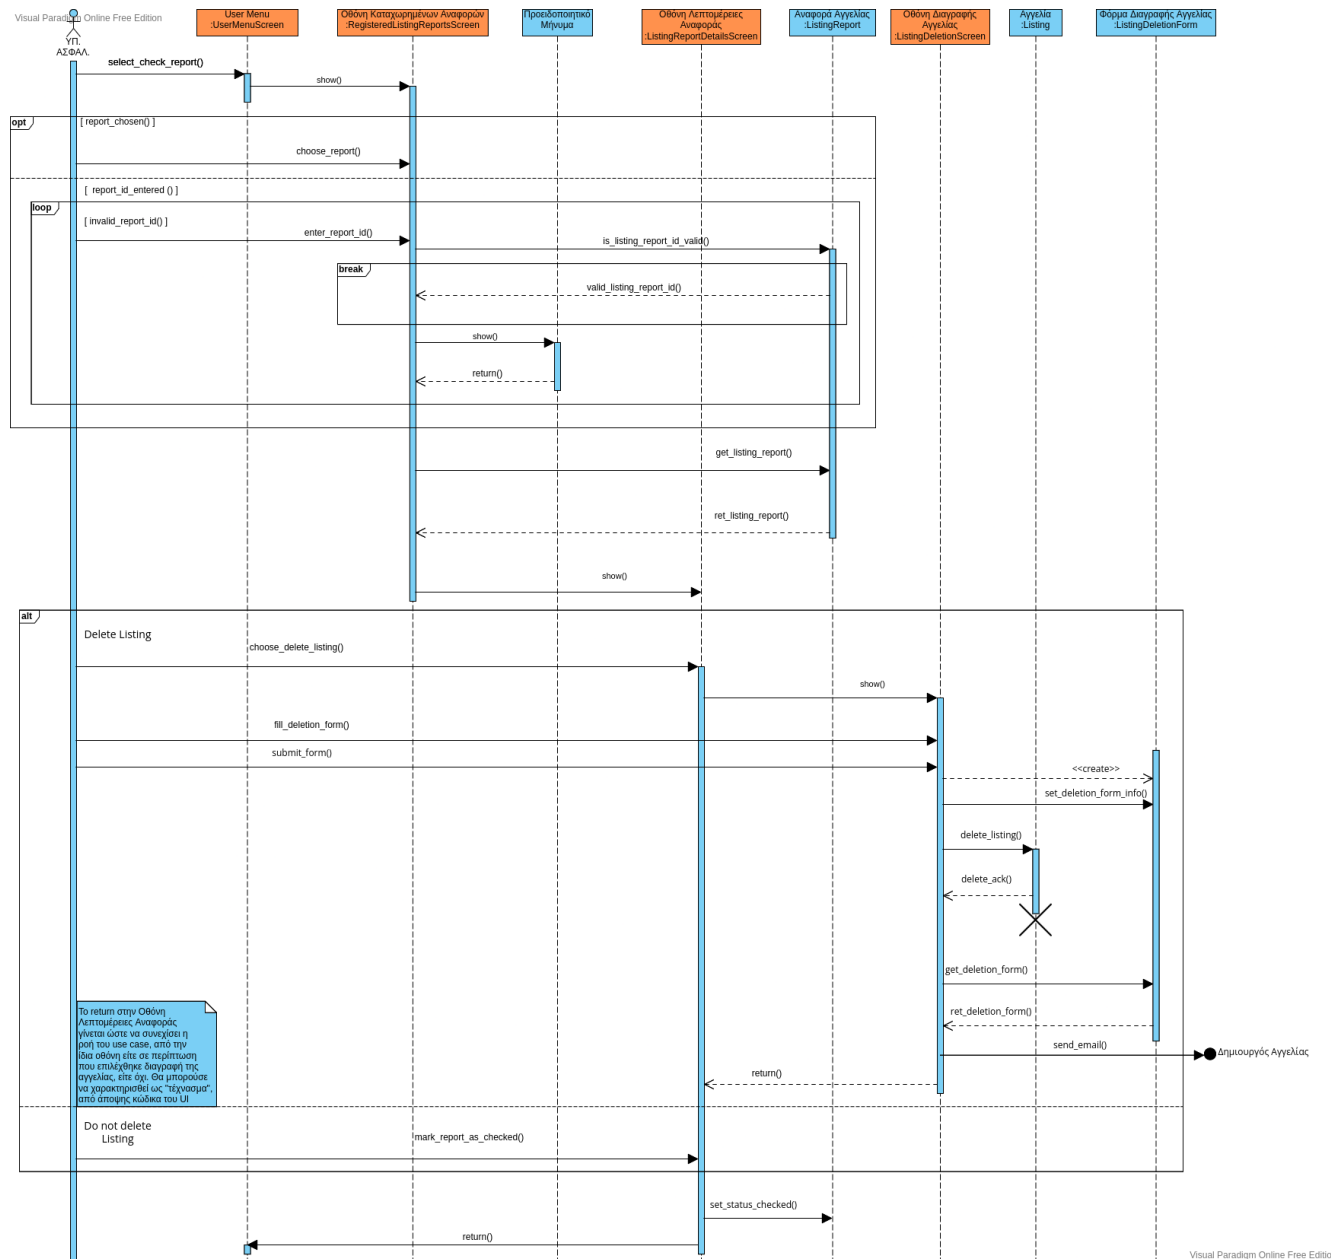 Visual Paradigm Online Free Edition
ΥΠ.
ΑΣΦΑΛ.
User Menu
:UserMenuScreen
Οθόνη Καταχωρημένων Αναφορών
:RegisteredListingReportsScreen
Προειδοποιητικό
Μήνυμα
Οθόνη Λεπτομέρειες
Αναφοράς
:ListingReportDetailsScreen
Αναφορά Αγγελίας
:ListingReport
Οθόνη Διαγραφής
Αγγελίας
:ListingDeletionScreen
Αγγελία
:Listing
Φόρμα Διαγραφής Αγγελίας
:ListingDeletionForm
select_check_report()
show()
opt
[ report_chosen() ]
choose_report()
[ report_id_entered () ]
loop
[ invalid_report_id() ]
enter_report_id()
is_listing_report_id_valid()
break
valid_listing_report_id()
show()
return()
get_listing_report()
ret_listing_report()
show()
alt
Delete Listing
choose_delete_listing()
show()
fill_deletion_form()
submit_form()
<<create>>
set_deletion_form_info()
delete_listing()
delete_ack()
get_deletion_form()
ret_deletion_form()
Το return στην Οθόνη
Λεπτομέρειες Αναφοράς
γίνεται ώστε να συνεχίσει η
ροή του use case, από την
ίδια οθόνη είτε σε περίπτωση
που επιλέχθηκε διαγραφή της
αγγελίας, είτε όχι. Θα μπορούσε
να χαρακτηρισθεί ως "τέχνασμα",
από άποψης κώδικα του UI
send_email()
Δημιουργός Αγγελίας
return()
Do not delete
Listing
mark_report_as_checked()
set_status_checked()
return()
Visual Paradigm Online Free Editio